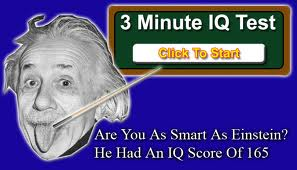 3 Minute IQ Test
Click To Start
Are You As Smart As Einstein?
He Had An IQ Score Of 165